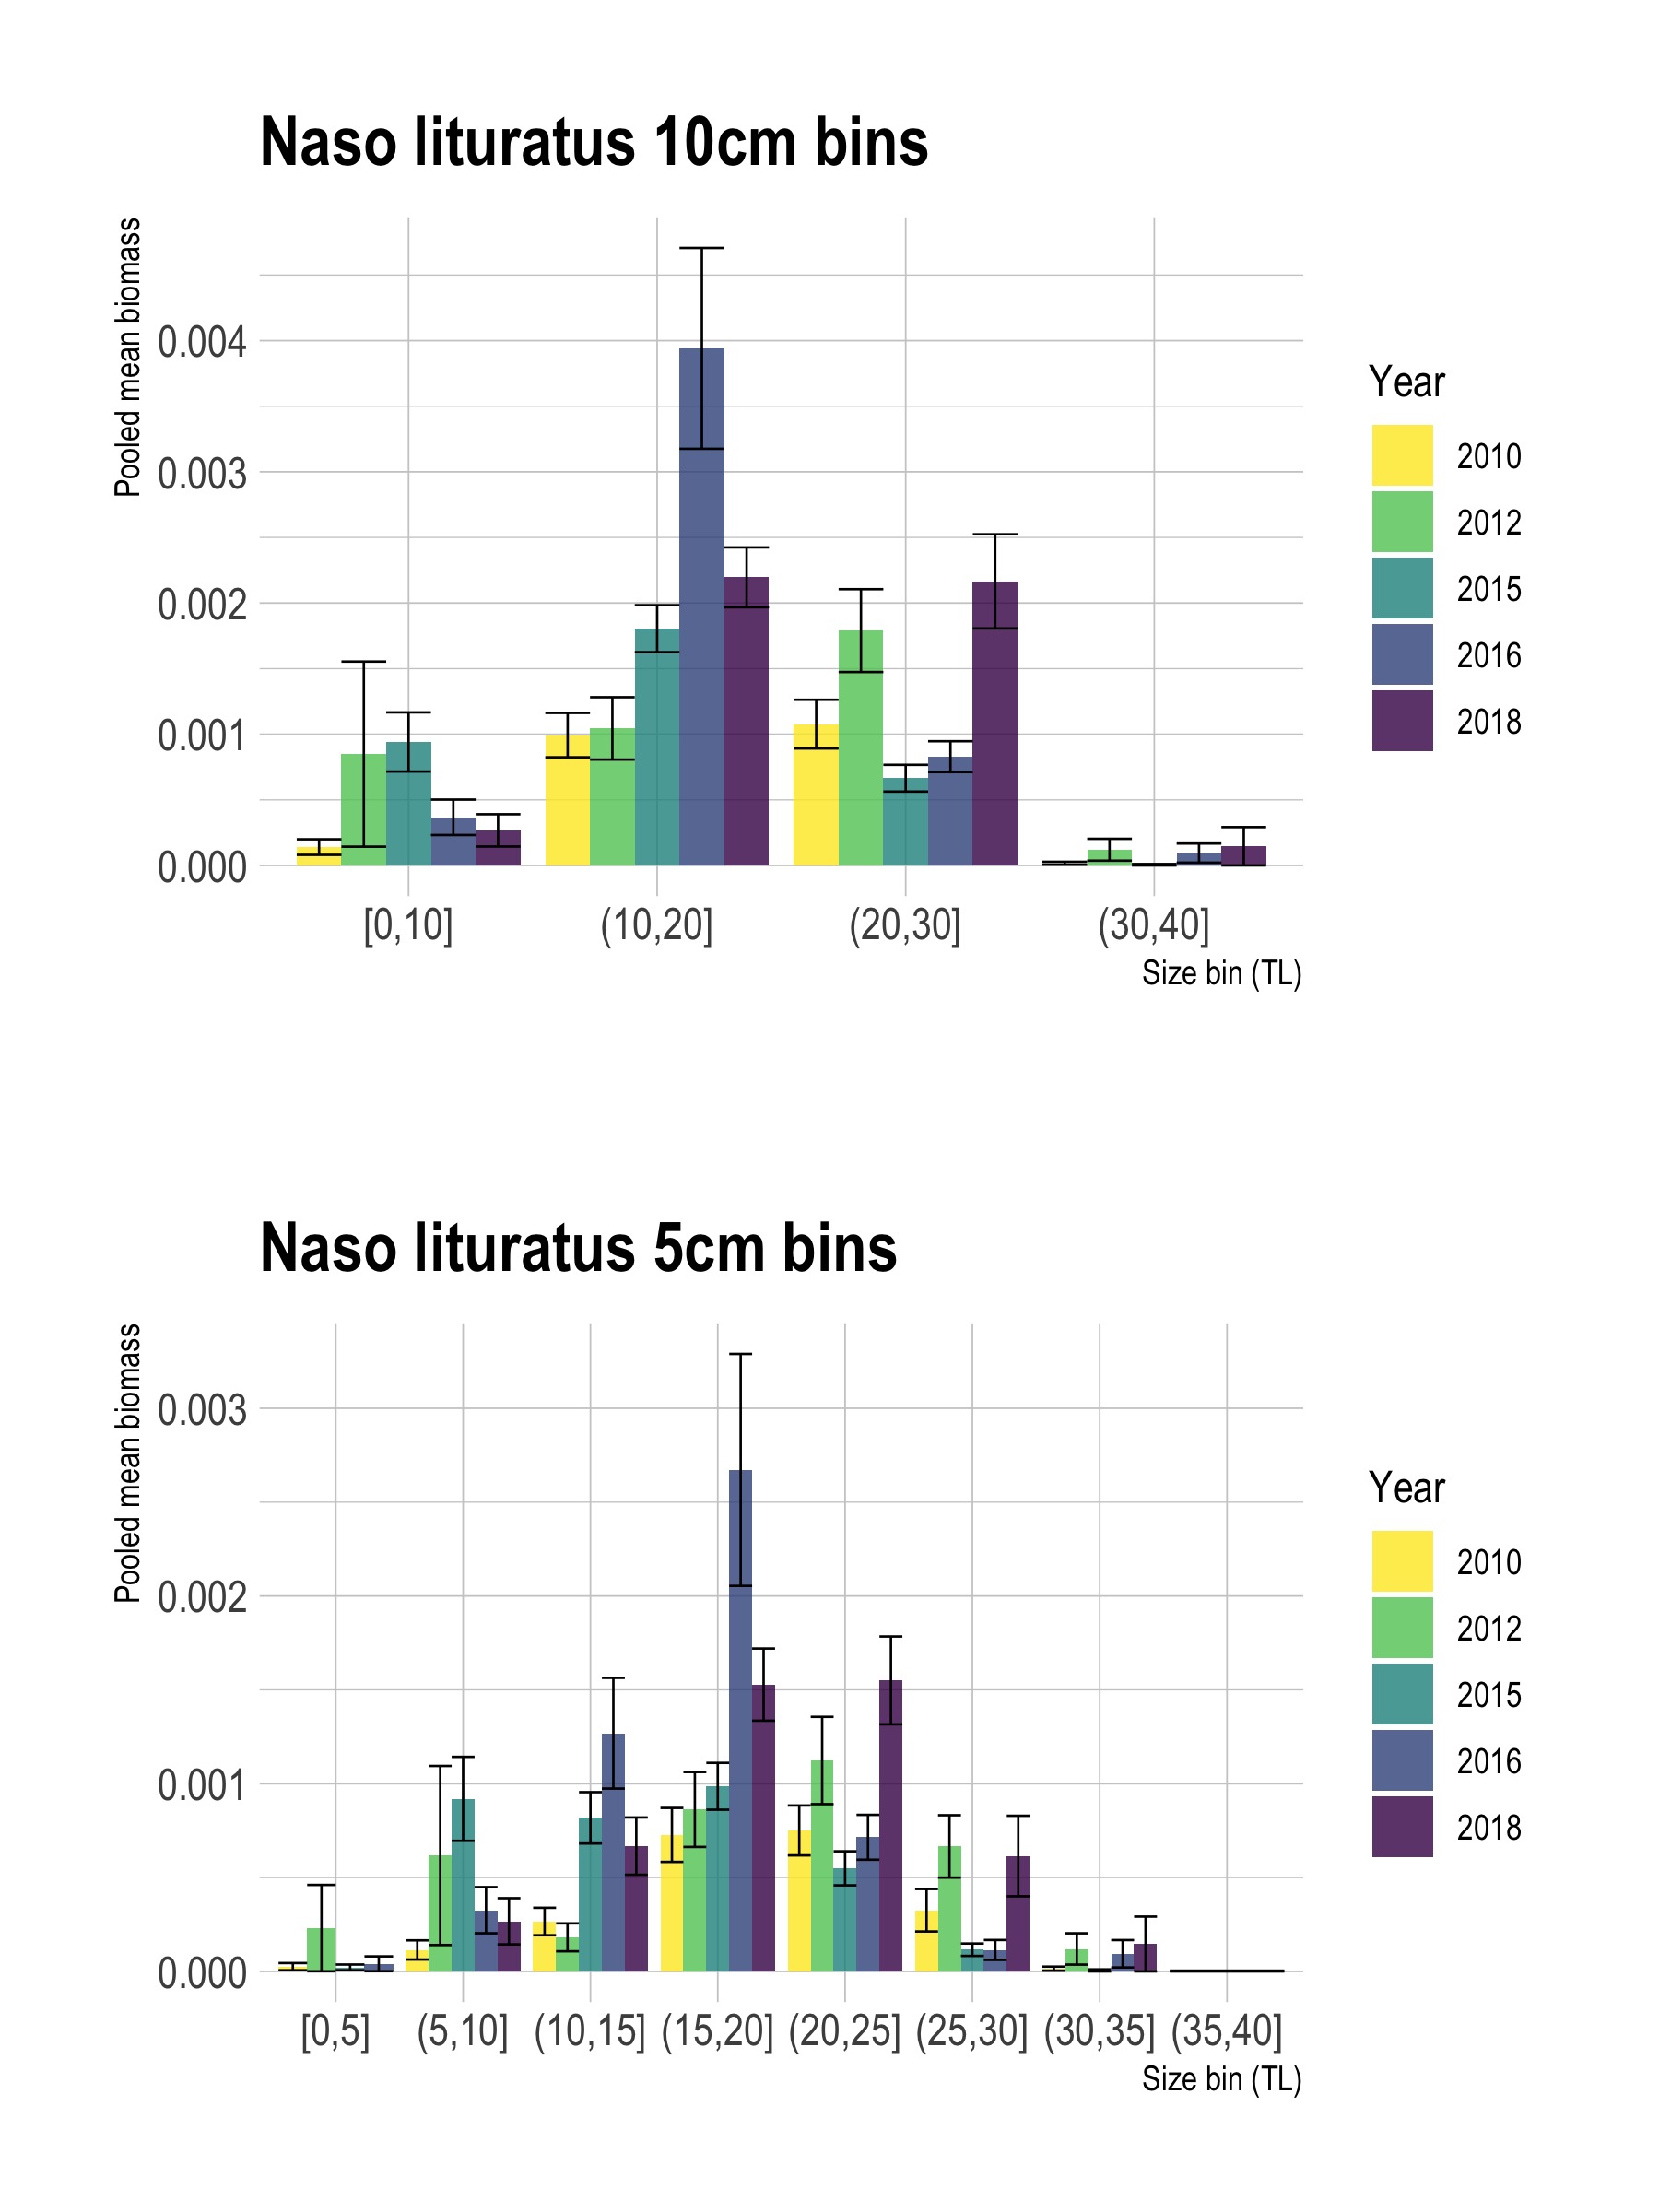 Naso lituratus 10cm bins
Pooled mean biomass
0.004
0.003
0.002
0.001
0.000
[0,10] (10,20] (20,30] (30,40]
Size bin (TL)
Year
2010
2012
2015
2016
2018
Naso lituratus 5cm bins
Pooled mean biomass
0.003
0.002
0.001
0.000
[0,5] (5,10] (10,15] (15,20] (20,25] (25,30] (30,35] (35,40]
Size bin (TL)
Year
2010
2012
2015
2016
2018